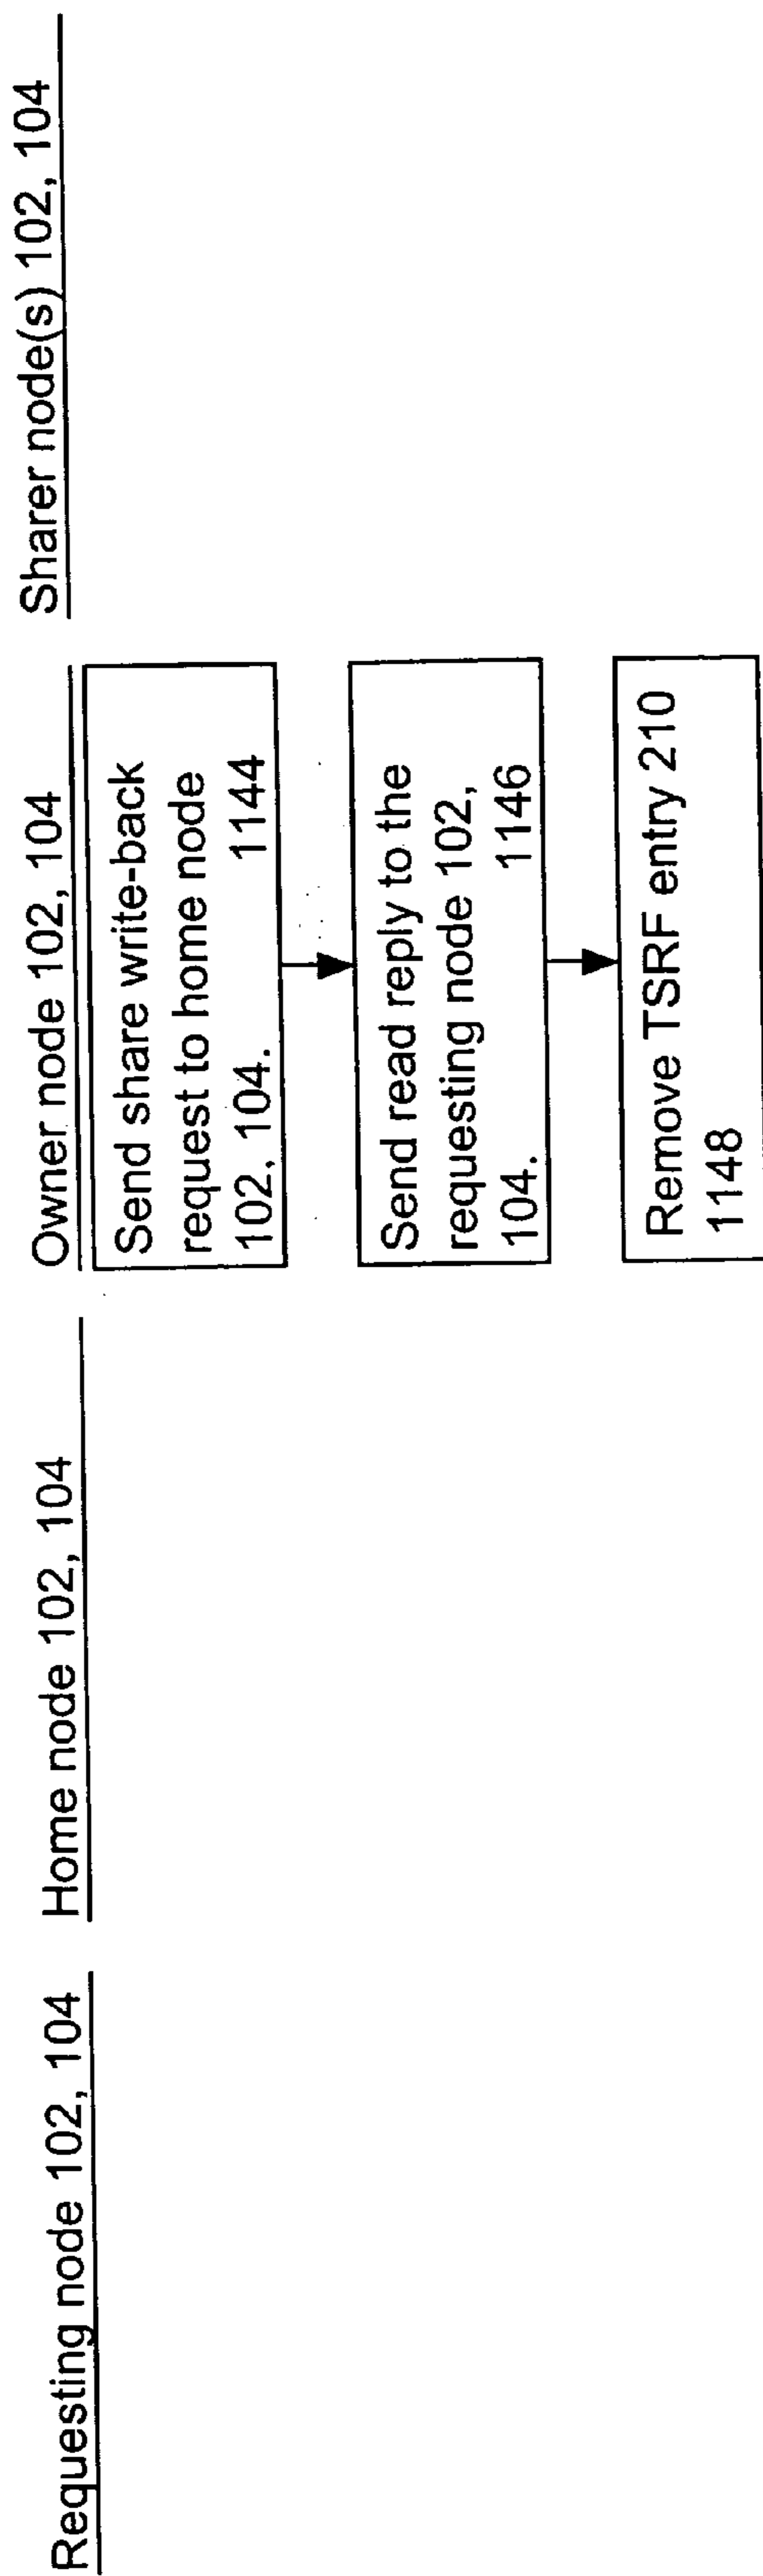 Requesting node 102, 104
Home node 102, 104
Owner node 102, 104
Sharer node(s) 102, 104
Send share write-back
request to home node
102, 104. 1144
Send read reply to the
requesting node 102,
104. 1146
Remove TSRF entry 210
1148